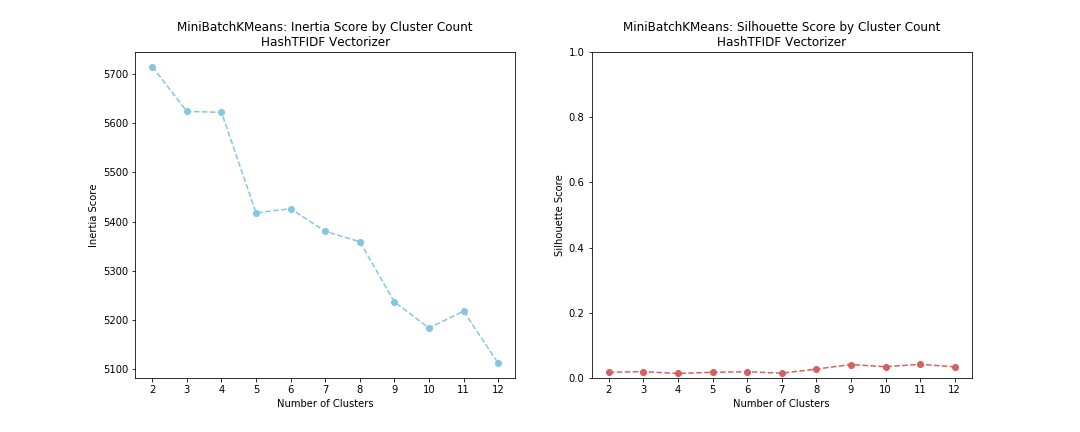 MiniBatchKMeans: Inertia Score by Cluster Count
HashTFIDF Vectorizer
5700
5600
5500
5400
5300
5200
5100
Inertia Score
2 3 4 5 6 7 8 9 10 11 12
Number of Clusters
MiniBatchKMeans: Silhouette Score by Cluster Count
HashTFIDF Vectorizer
1.0
0.8
0.6
0.4
0.2
0.0
Silhouette Score
2 3 4 5 6 7 8 9 10 11 12
Number of Clusters